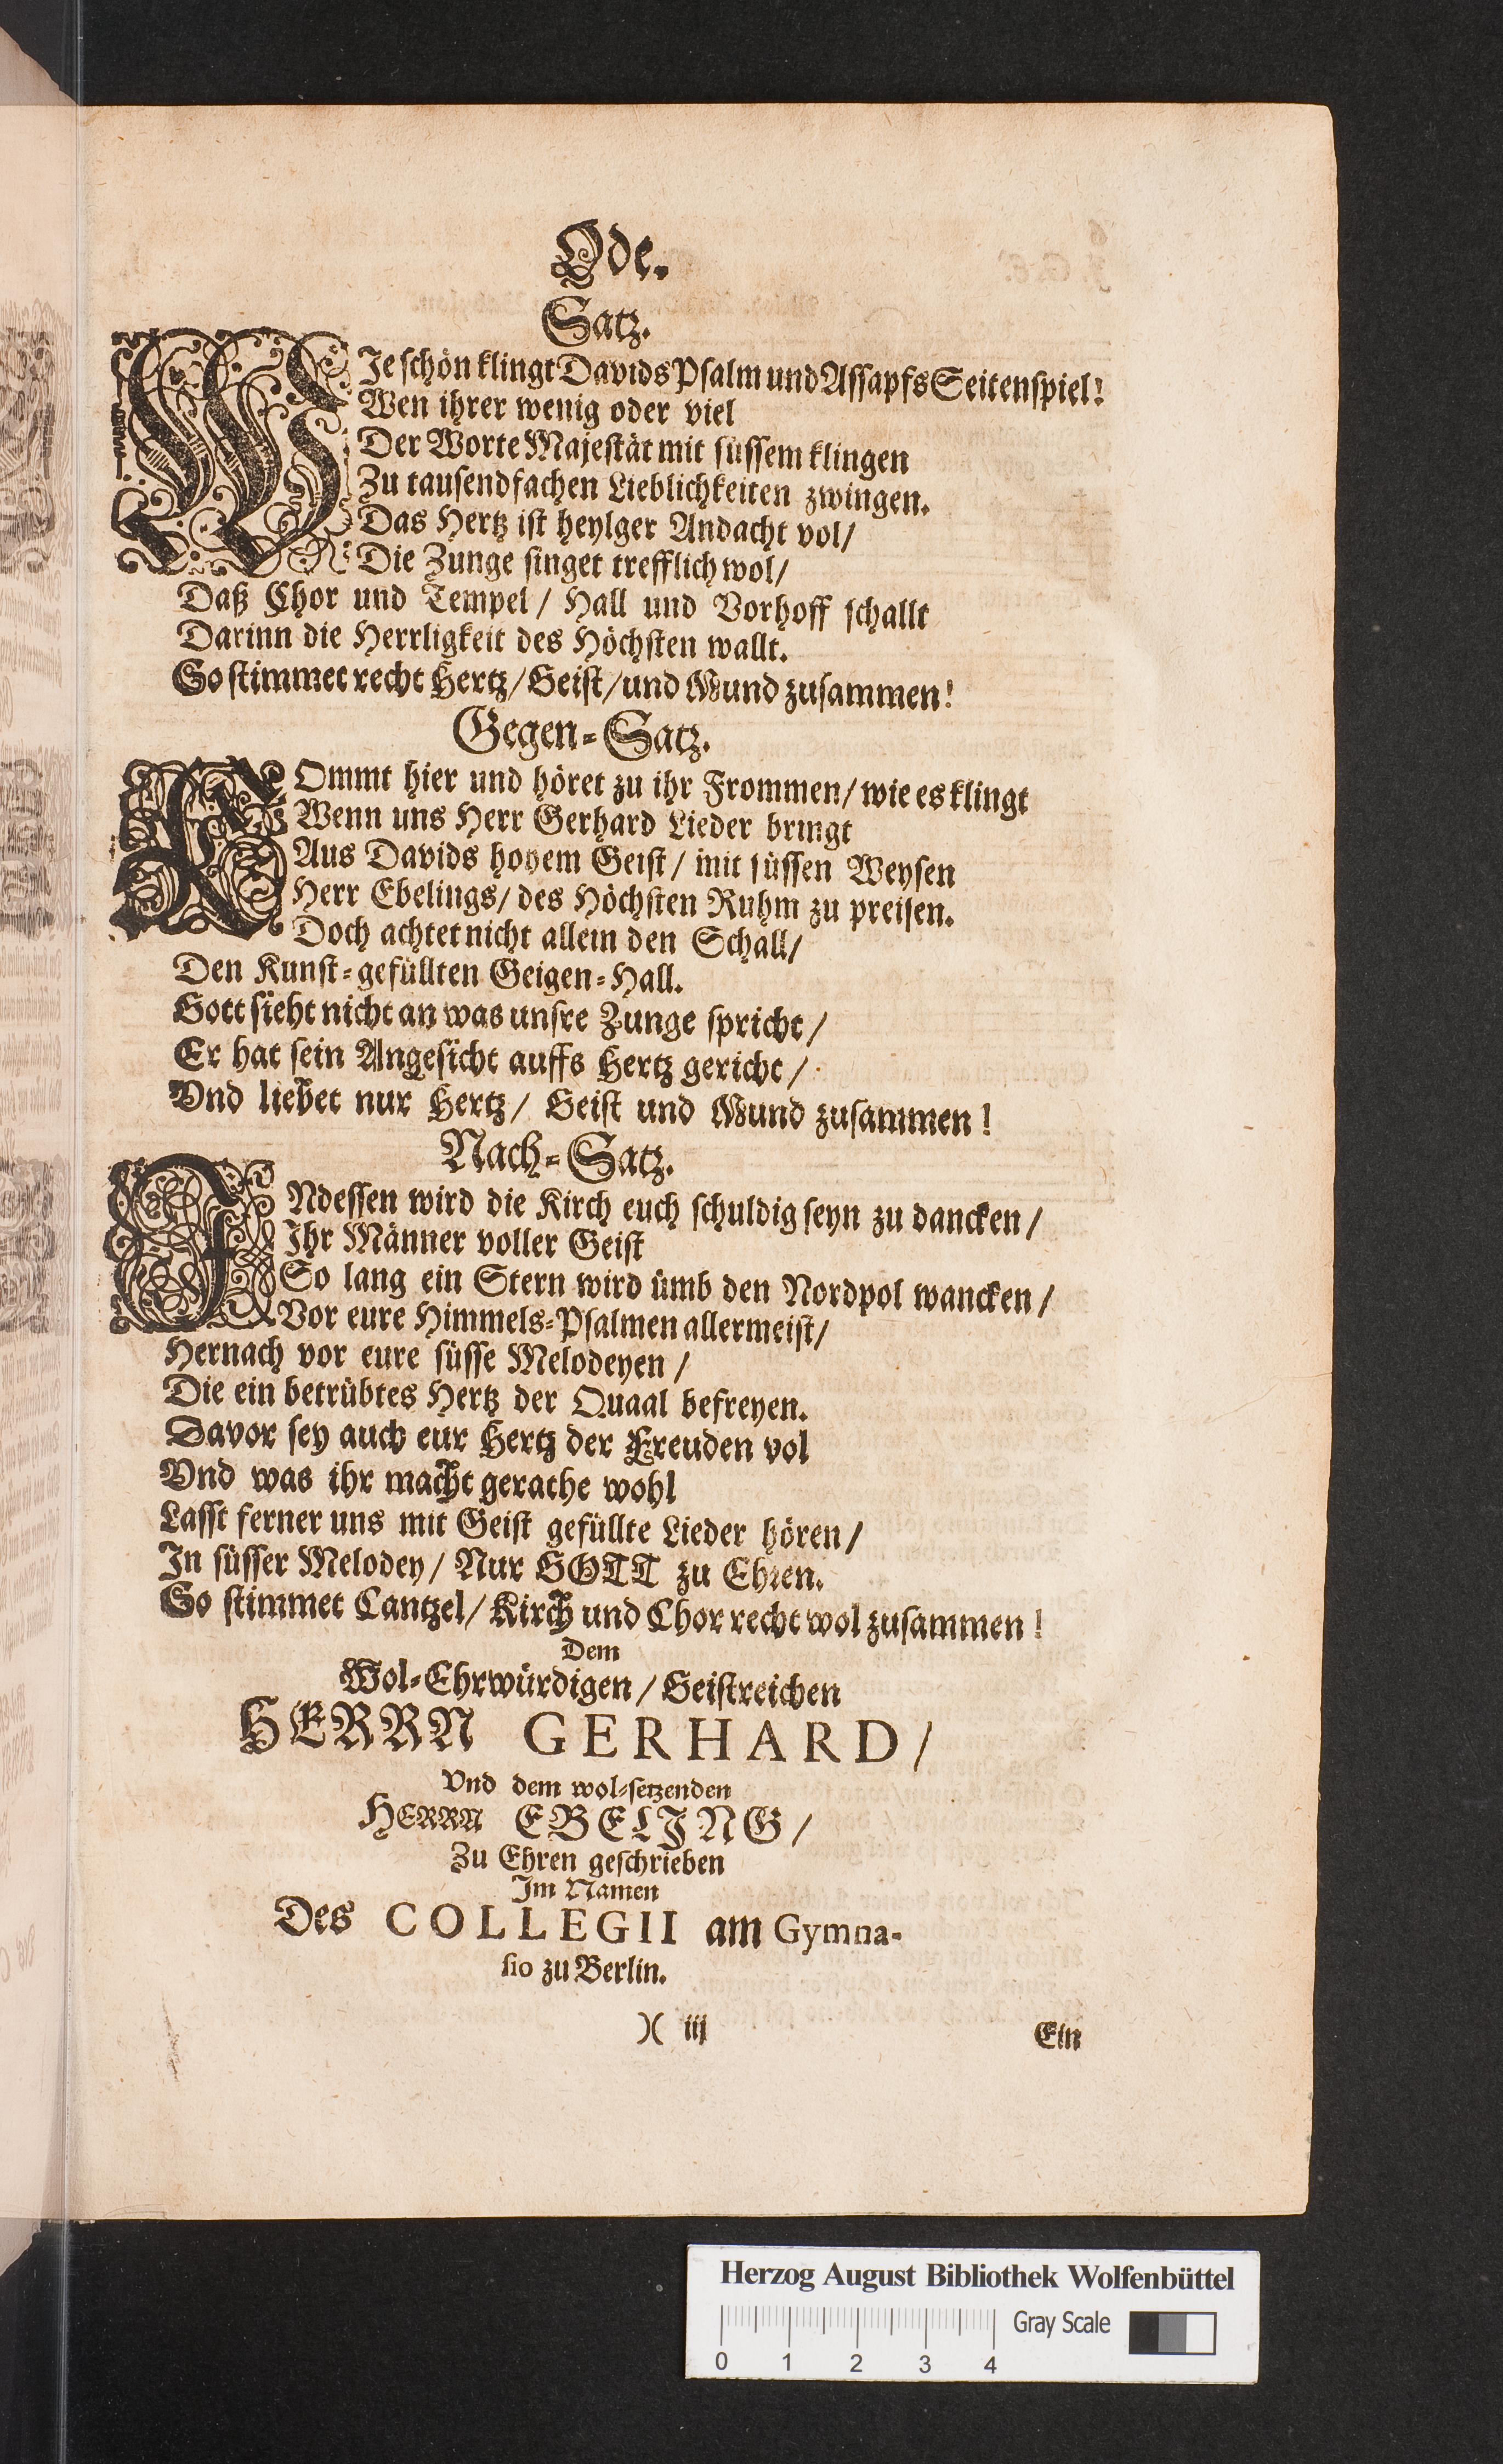 Ode.
Satz.
WJe schön klingt Davids Psalm und Assapfs Seitenspiel!
Wen ihrer wenig oder viel
Der Worte Majestät mit süssem klingen
Zu tausendfachen Lieblichkeiten zwingen.
Das Hertz ist heylger Andacht vol/
Die Zunge singet trefflich wol/
Daß Chor und Tempel / Hall und Vorhoff schallt
Darinn die Herrligkeit des Höchsten wallt.
So stimmet recht Hertz/ Geist/ und Mund zusammen!
Gegen-Satz.
KOmmt hier und höret zu ihr Frommen/ wie es klingt
Wenn uns Herr Gerhard Lieder bringt
Aus Davids hohem Geist / mit süssen Weysen
Herr Ebelings/ des Höchsten Ruhm zu preisen.
Doch achtet nicht allein den Schall/
Den Kunst-gefüllten Geigen-Hall.
Gott sieht nicht an was unsre Zunge spricht /
Er hat sein Angesicht auffs Hertz gericht /
Vnd liebet nur Hertz/ Geist und Mund zusammen !
Nach-Satz.
JNdessen wird die Kirch euch schuldig seyn zu dancken /
Ihr Männer voller Geist
So lang ein Stern wird ümb den Nordpol wancken /
Vor eure Himmels-Psalmen allermeist/
Hernach vor eure süsse Melodeyen /
Die ein betrübtes Hertz der Quaal befreyen.
Davor sey auch eur Hertz der Freuden vol
Vnd was ihr macht gerathe wohl
Lasst ferner uns mit Geist gefüllte Lieder hören /
In süsser Melodey/ Nur GOTT zu Ehren.
So stimmet Cantzel/ Kirch und Chor recht wol zusammen !
Dem
Wol-Ehrwürdigen / Geistreichen
HERRN GERHARD/
Vnd dem wol-setzenden
HERRN EBELJNG/
Zu Ehren geschrieben
Im Namen
Des COLLEGII am Gymna-
sio zu Berlin.
)( iij
Ein
Herzog August Bibliothek Wolfenbüttel
Gray Scale
0 1 2 3 4